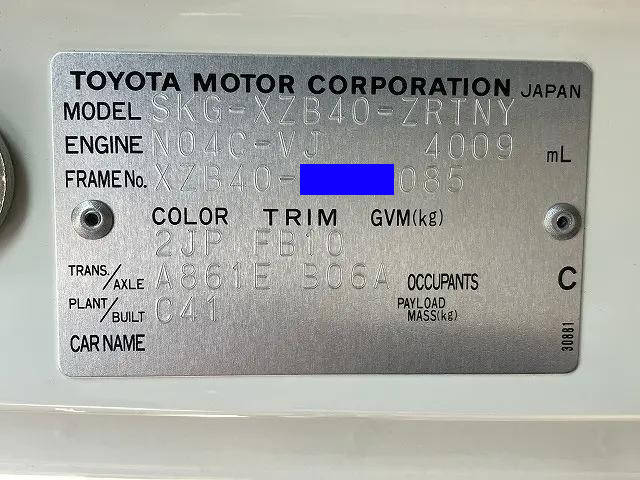 TOYOTA MOTOR CORPORATION JAPAN
MODEL SKG-XZB40-ZRTNY
ENGINE N04C-VJ 4009 mL
FRAME No. XZB40- 085
COLOR TRIM GVM(kg)
2JP FB10
TRANS./AXLE A861E B06A OCCUPANTS C
PLANT/BUILT C41 PAYLOAD MASS(kg)
CAR NAME
30881